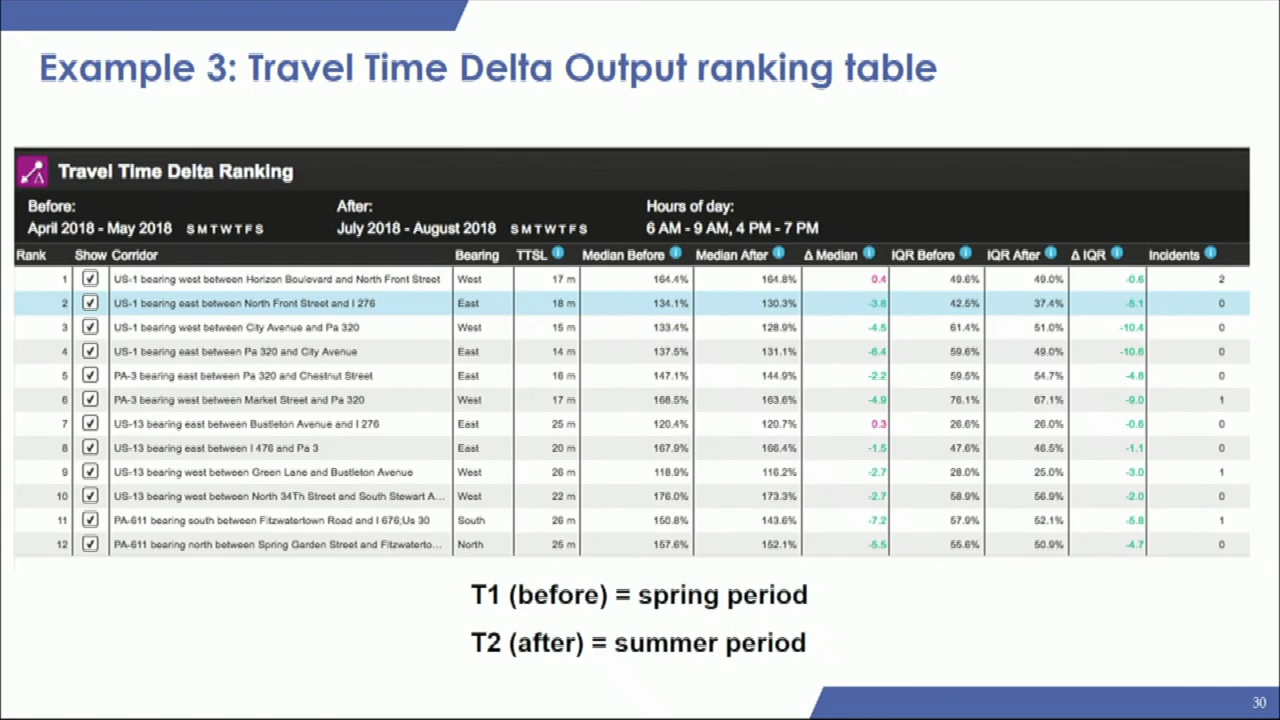 Example 3: Travel Time Delta Output ranking table
Travel Time Delta Ranking
Before: After: Hours of day:
April 2018 - May 2018 S M T W T F S July 2018 - August 2018 S M T W T F S 6 AM - 9 AM, 4 PM - 7 PM
Rank Show Corridor Bearing TTSL Median Before Median After Δ Median IQR Before IQR After Δ IQR Incidents
1 US-1 bearing west between Horizon Boulevard and North Front Street West 17 m 164.4% 164.8% 0.4 49.6% 49.0% -0.6 2
2 US-1 bearing east between North Front Street and I 276 East 18 m 134.1% 130.3% -3.8 42.5% 37.4% -5.1 0
3 US-1 bearing west between City Avenue and Pa 320 West 15 m 133.4% 128.9% -4.5 61.4% 51.0% -10.4 0
4 US-1 bearing east between Pa 320 and City Avenue East 14 m 137.5% 131.1% -6.4 59.6% 49.0% -10.6 0
5 PA-3 bearing east between Pa 320 and Chestnut Street East 16 m 147.1% 144.9% -2.2 59.5% 54.7% -4.8 0
6 PA-3 bearing west between Market Street and Pa 320 West 17 m 168.5% 163.6% -4.9 76.1% 67.1% -9.0 1
7 US-13 bearing east between Bustleton Avenue and I 276 East 25 m 120.4% 120.7% 0.3 26.6% 26.0% -0.6 0
8 US-13 bearing east between I 476 and Pa 3 East 20 m 167.9% 166.4% -1.5 47.6% 46.5% -1.1 0
9 US-13 bearing west between Green Lane and Bustleton Avenue West 26 m 118.9% 116.2% -2.7 28.0% 25.0% -3.0 1
10 US-13 bearing west between North 34Th Street and South Stewart A... West 22 m 176.0% 173.3% -2.7 58.9% 56.9% -2.0 0
11 PA-611 bearing south between Fitzwatertown Road and I 676;Us 30 South 26 m 150.8% 143.6% -7.2 57.9% 52.1% -5.8 1
12 PA-611 bearing north between Spring Garden Street and Fitzwaterto... North 25 m 157.6% 152.1% -5.5 55.6% 50.9% -4.7 0
T1 (before) = spring period
T2 (after) = summer period
30